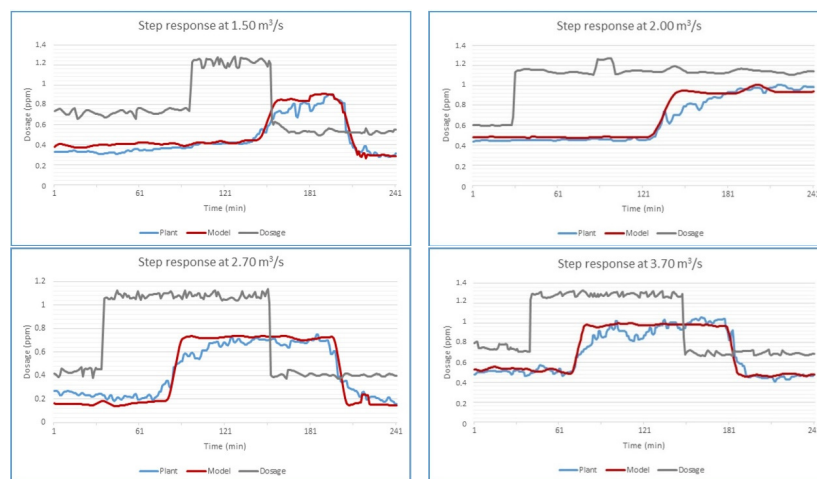 Step response at 1.50 m³/s
Dosage (ppm)
1.4
1.2
1
0.8
0.6
0.4
0.2
0
1 61 121 181 241
Time (min)
Plant Model Dosage
Step response at 2.00 m³/s
Dosage (ppm)
1.4
1.2
1
0.8
0.6
0.4
0.2
0
1 61 121 181 241
Time (min)
Plant Model Dosage
Step response at 2.70 m³/s
Dosage (ppm)
1.2
1
0.8
0.6
0.4
0.2
0
1 61 121 181 241
Time (min)
Plant Model Dosage
Step response at 3.70 m³/s
Dosage (ppm)
1.6
1.4
1.2
1
0.8
0.6
0.4
0.2
0
1 61 121 181 241
Time (min)
Plant Model Dosage